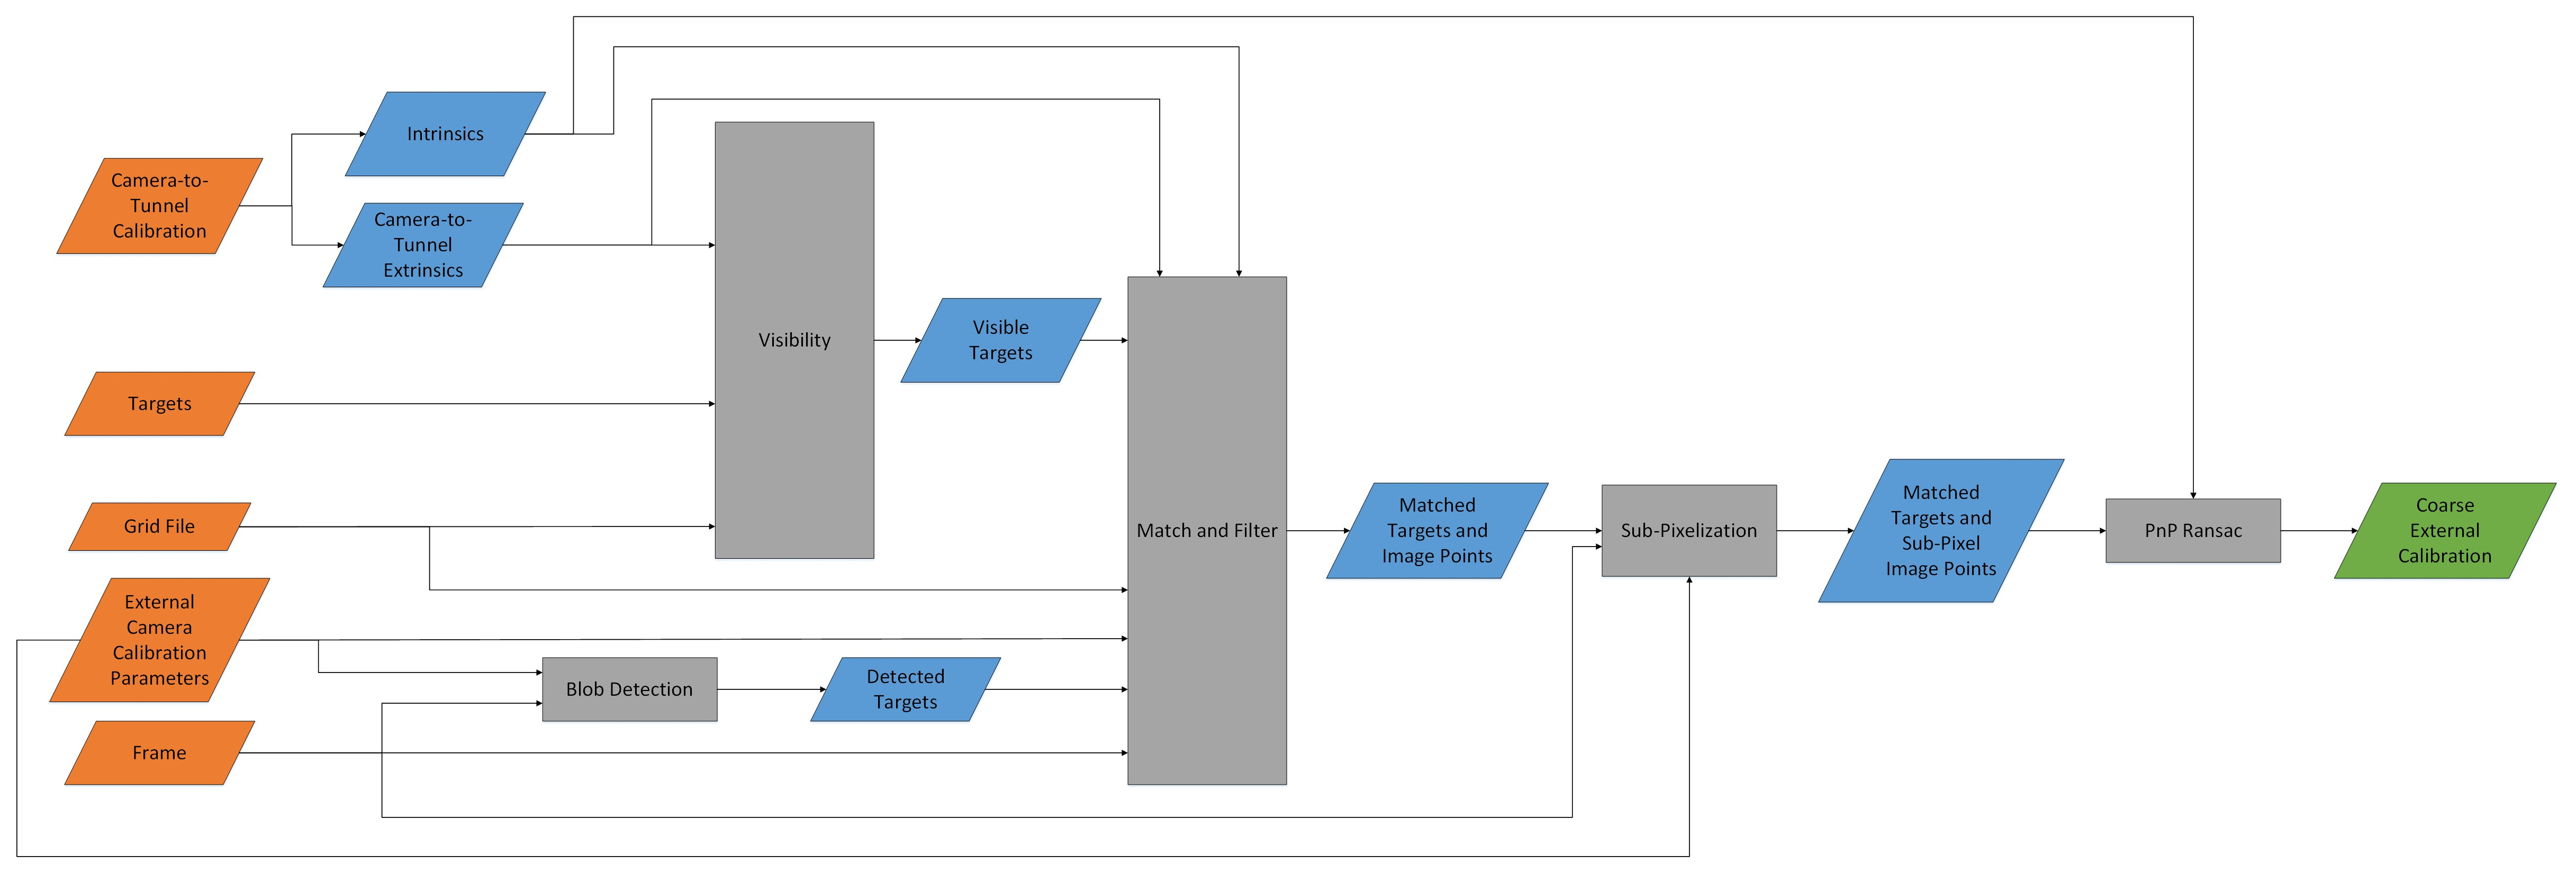 Intrinsics
Camera-to-
Tunnel
Calibration
Camera-to-
Tunnel
Extrinsics
Visibility
Visible
Targets
Targets
Grid File
Match and Filter
Matched
Targets and
Image Points
Sub-Pixelization
Matched
Targets and
Sub-Pixel
Image Points
PnP Ransac
Coarse
External
Calibration
External
Camera
Calibration
Parameters
Blob Detection
Detected
Targets
Frame